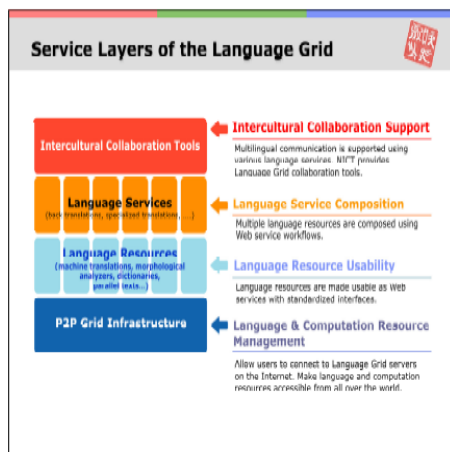 Service Layers of the Language Grid
Intercultural Collaboration Tools
Intercultural Collaboration Support
Multilingual communication is supported using
various language services. NICT provides
Language Grid collaboration tools.
Language Services
(back translations, specialized translations, ....)
Language Service Composition
Multiple language resources are composed using
Web service workflows.
Language Resources
(machine translations, morphological
analyzers, dictionaries,
parallel texts...)
Language Resource Usability
Language resources are made usable as Web
services with standardized interfaces.
P2P Grid Infrastructure
Language & Computation Resource
Management
Allow users to connect to Language Grid servers
on the Internet. Make language and computation
resources accessible from all over the world.